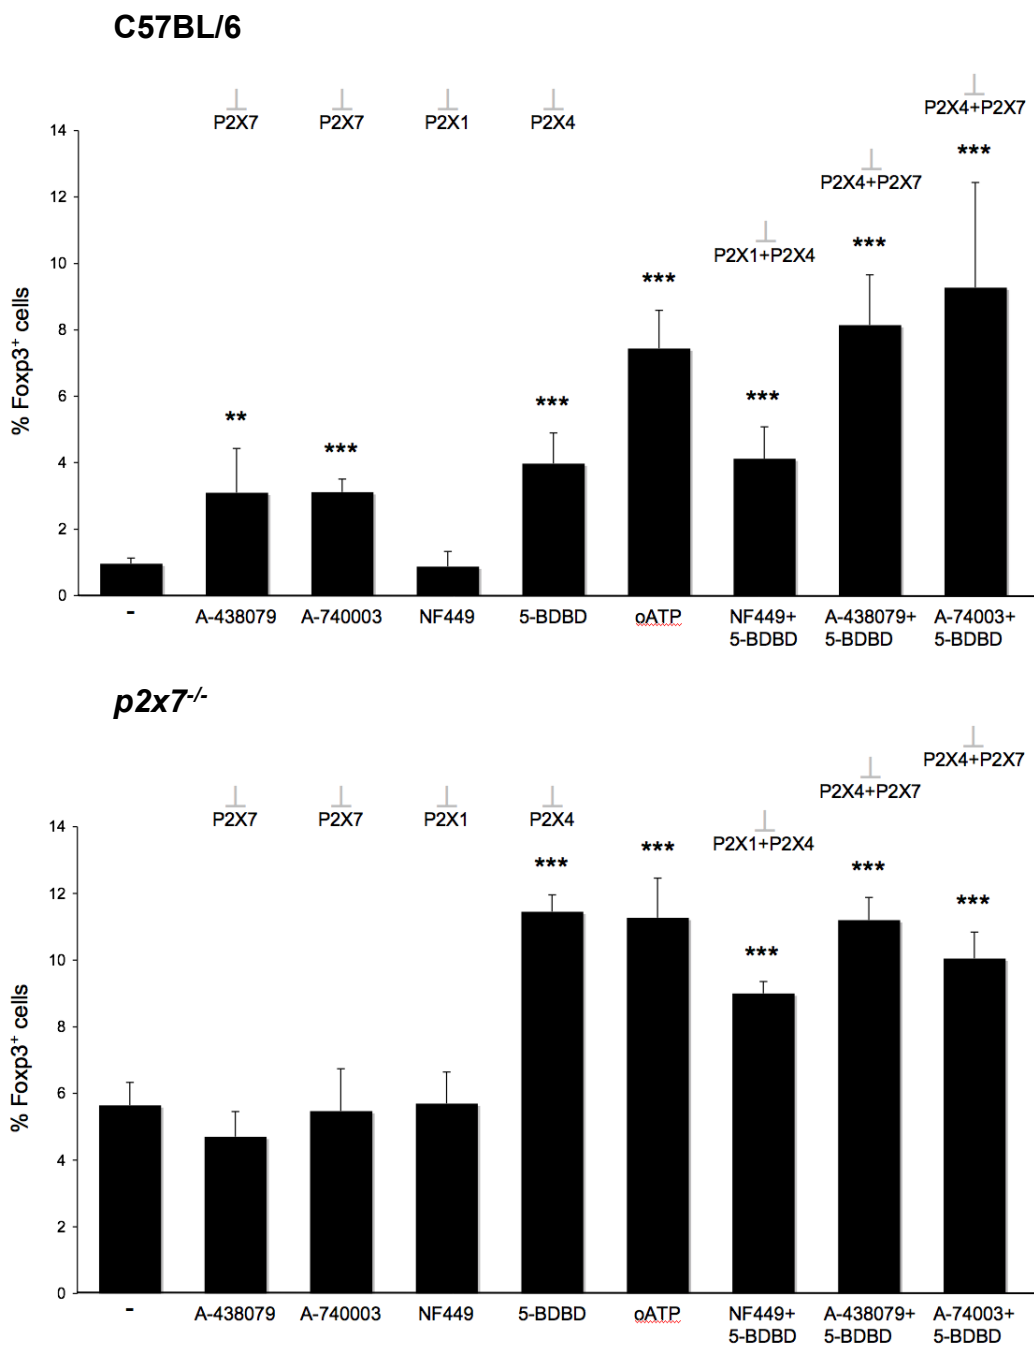 C57BL/6
P2X4+P2X7
P2X7 P2X7 P2X1 P2X4
14
***
P2X4+P2X7
12
***
P2X1+P2X4
10
***
% Foxp3+ cells
8
6
***
***
**
***
4
2
0
- A-438079 A-740003 NF449 5-BDBD oATP NF449+ A-438079+ A-74003+
5-BDBD 5-BDBD 5-BDBD
p2x7-/-
P2X4+P2X7
P2X4+P2X7
P2X7 P2X7 P2X1 P2X4
14
P2X1+P2X4
***
***
***
12
***
***
10
% Foxp3+ cells
8
6
4
2
0
- A-438079 A-740003 NF449 5-BDBD oATP NF449+ A-438079+ A-74003+
5-BDBD 5-BDBD 5-BDBD